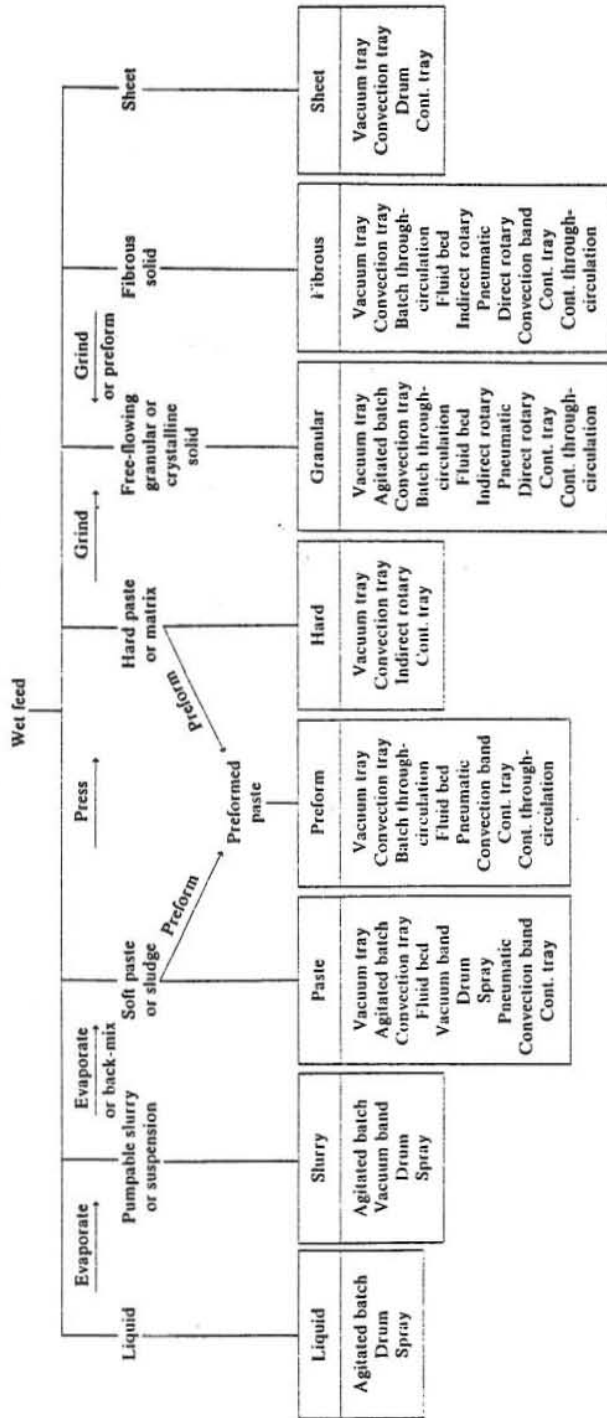 Wet feed
Evaporate
Evaporate
or back-mix
Press
Grind
Grind
or preform
Liquid
Pumpable slurry
or suspension
Soft paste
or sludge
Hard paste
or matrix
Free-flowing
granular or
crystalline
solid
Fibrous
solid
Sheet
Preform
Preform
Preformed
paste
Liquid
Agitated batch
Drum
Spray
Slurry
Agitated batch
Vacuum band
Drum
Spray
Paste
Vacuum tray
Agitated batch
Convection tray
Fluid bed
Vacuum band
Drum
Spray
Pneumatic
Convection band
Cont. tray
Preform
Vacuum tray
Convection tray
Batch through-
circulation
Fluid bed
Pneumatic
Convection band
Cont. tray
Cont. through-
circulation
Hard
Vacuum tray
Convection tray
Indirect rotary
Cont. tray
Granular
Vacuum tray
Agitated batch
Convection tray
Batch through-
circulation
Fluid bed
Indirect rotary
Pneumatic
Direct rotary
Cont. tray
Cont. through-
circulation
Fibrous
Vacuum tray
Convection tray
Batch through-
circulation
Fluid bed
Indirect rotary
Pneumatic
Direct rotary
Convection band
Cont. tray
Cont. through-
circulation
Sheet
Vacuum tray
Convection tray
Drum
Cont. tray